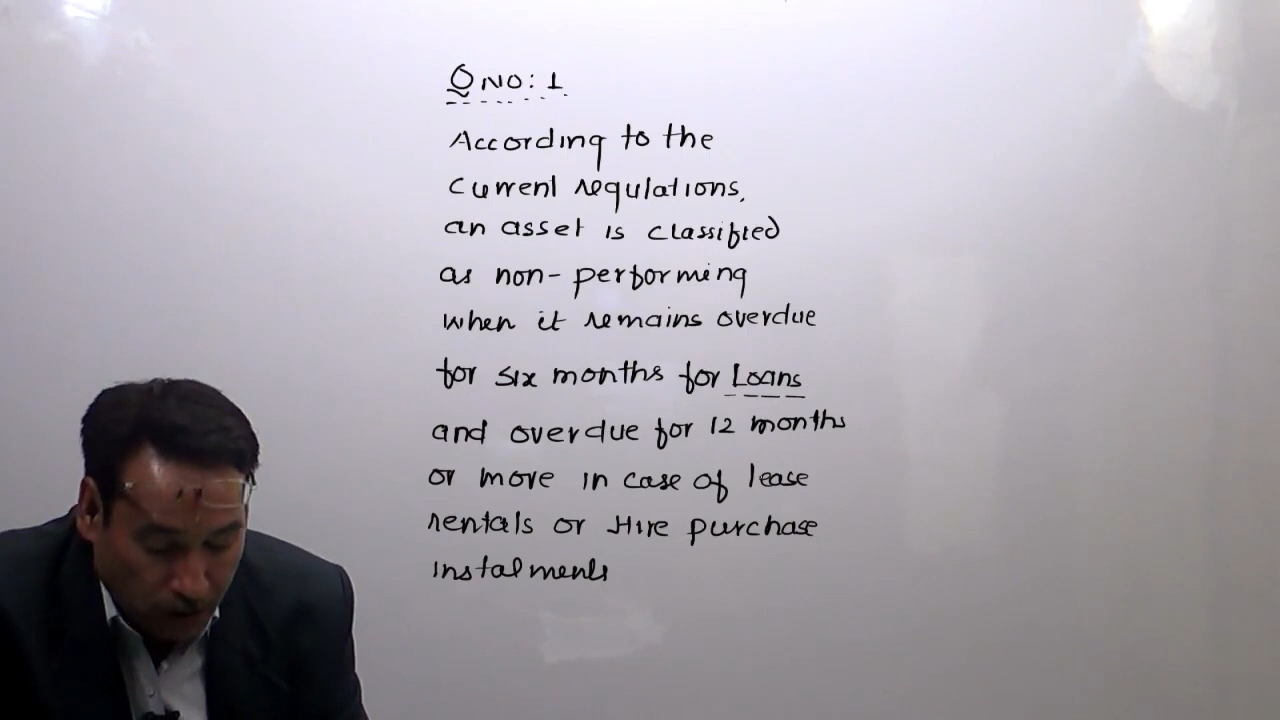 Q NO: 1
According to the
current regulations,
an asset is classified
as non-performing
when it remains overdue
for six months for Loans
and overdue for 12 months
or more in case of lease
rentals or Hire purchase
instalments